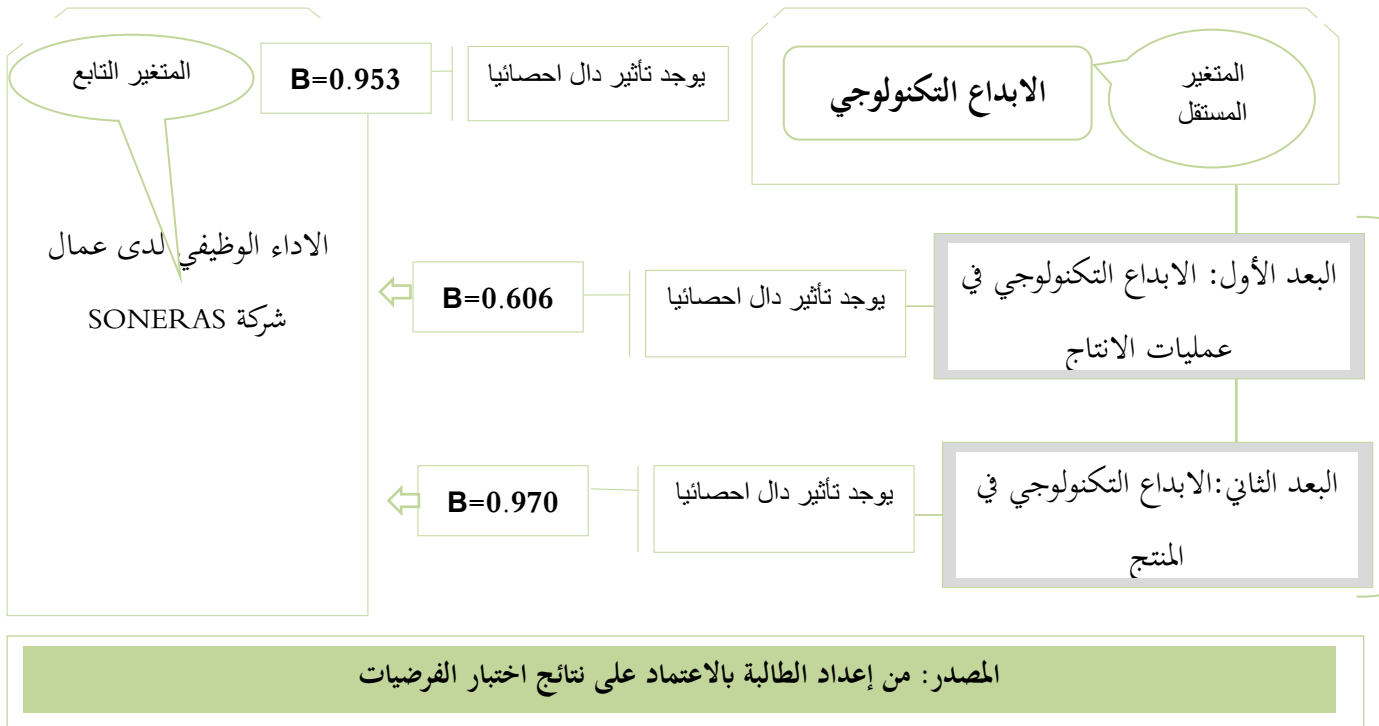 المتغير
المستقل
الابداع التكنولوجي
يوجد تأثير دال احصائيا
B=0.953
المتغير التابع
الاداء الوظيفي لدى عمال
شركة SONERAS
البعد الأول: الابداع التكنولوجي في
عمليات الانتاج
يوجد تأثير دال احصائيا
B=0.606
البعد الثاني:الابداع التكنولوجي في
المنتج
يوجد تأثير دال احصائيا
B=0.970
المصدر: من إعداد الطالبة بالاعتماد على نتائج اختبار الفرضيات